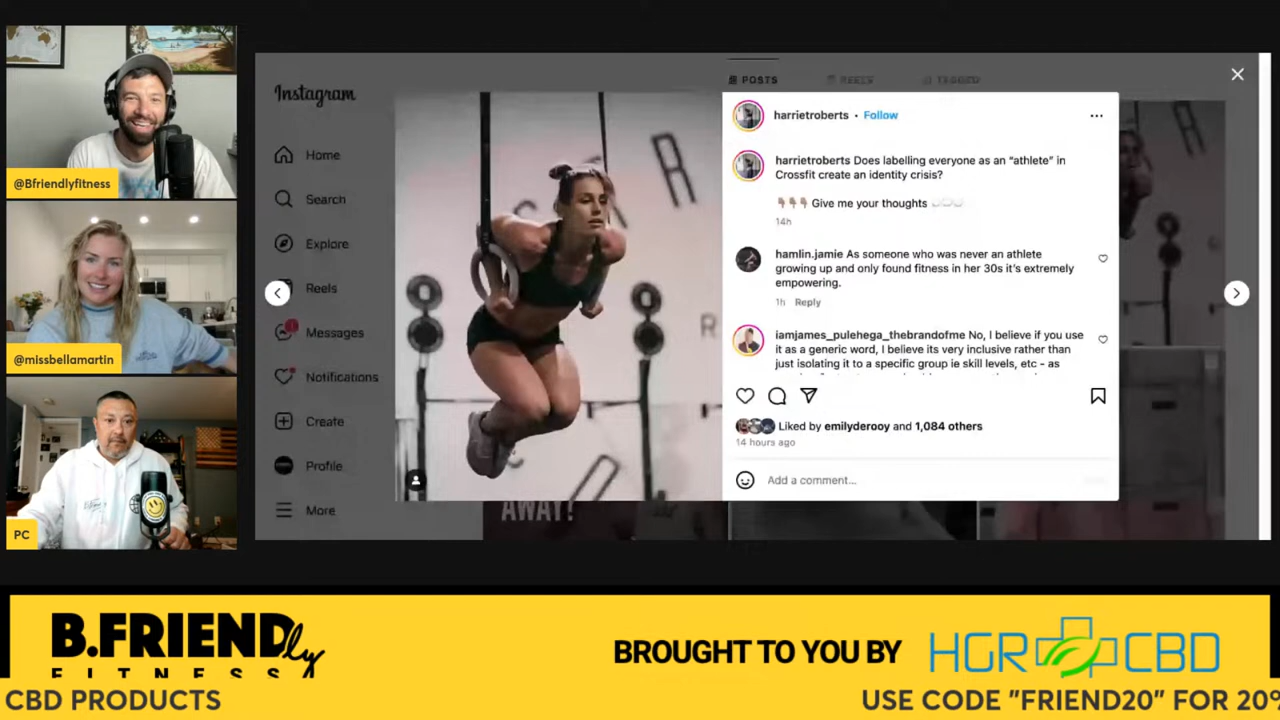 @Bfriendlyfitness
@missbellamartin
PC
Instagram
Home
Search
Explore
Reels
Messages
Notifications
Create
Profile
More
POSTS
REELS
TAGGED
AWAY?
harrietroberts • Follow
harrietroberts Does labelling everyone as an “athlete” in
Crossfit create an identity crisis?
👇🏽👇🏽👇🏽 Give me your thoughts 💭💭💭
14h
hamlin.jamie As someone who was never an athlete
growing up and only found fitness in her 30s it’s extremely
empowering.
1h Reply
iamjames_pulehega_thebrandofme No, I believe if you use
it as a generic word, I believe its very inclusive rather than
just isolating it to a specific group ie skill levels, etc - as
Liked by emilyderooy and 1,084 others
14 hours ago
Add a comment...
B.FRIENDly
FITNESS
BROUGHT TO YOU BY
HGR CBD
CBD PRODUCTS
USE CODE "FRIEND20" FOR 20%